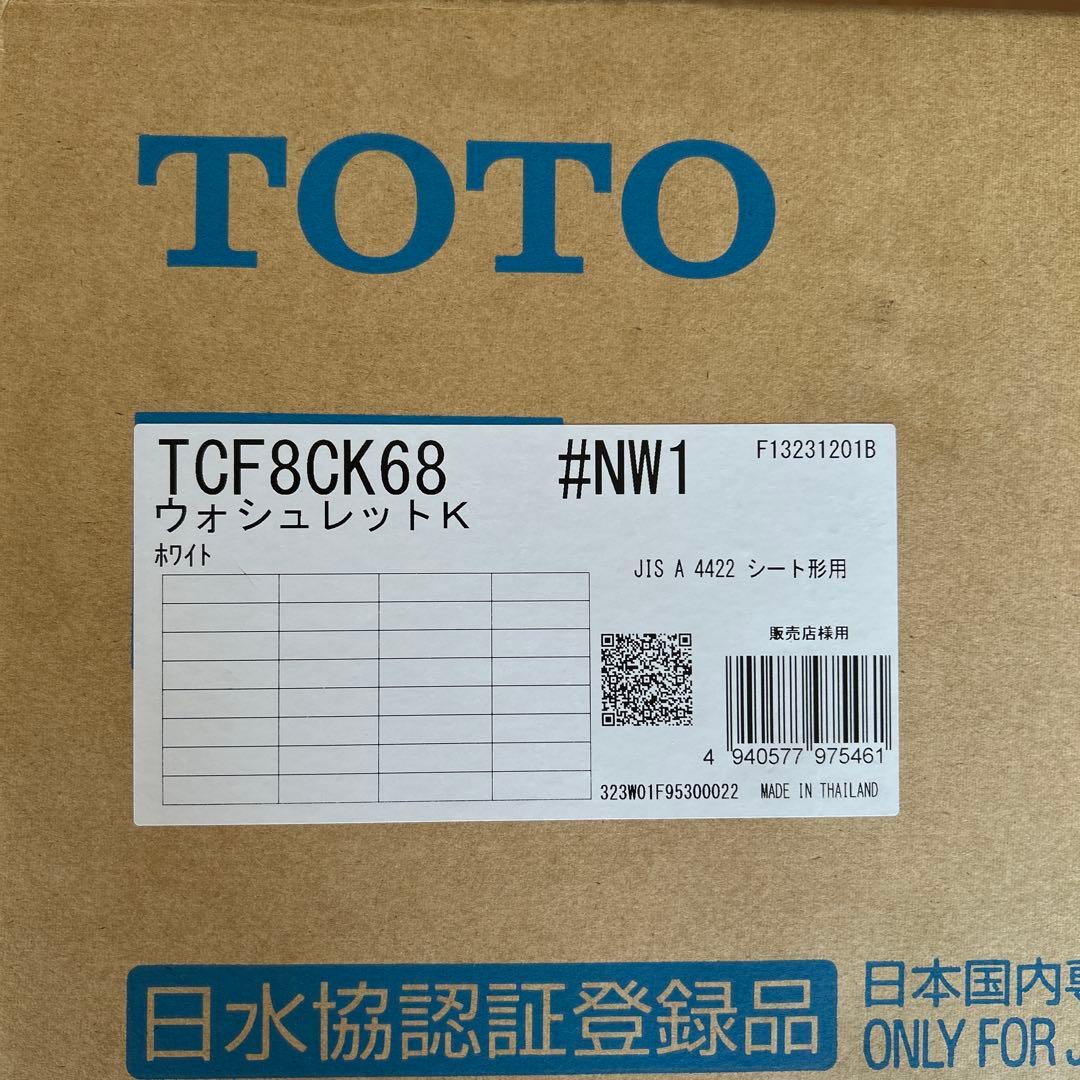 TOTO
TCF8CK68 #NW1 F13231201B
ウォシュレットK
ホワイト
JIS A 4422 シート形用
販売店様用
4 940577 975461
323W01F95300022 MADE IN THAILAND
日水協認証登録品
日本国内専
ONLY FOR J